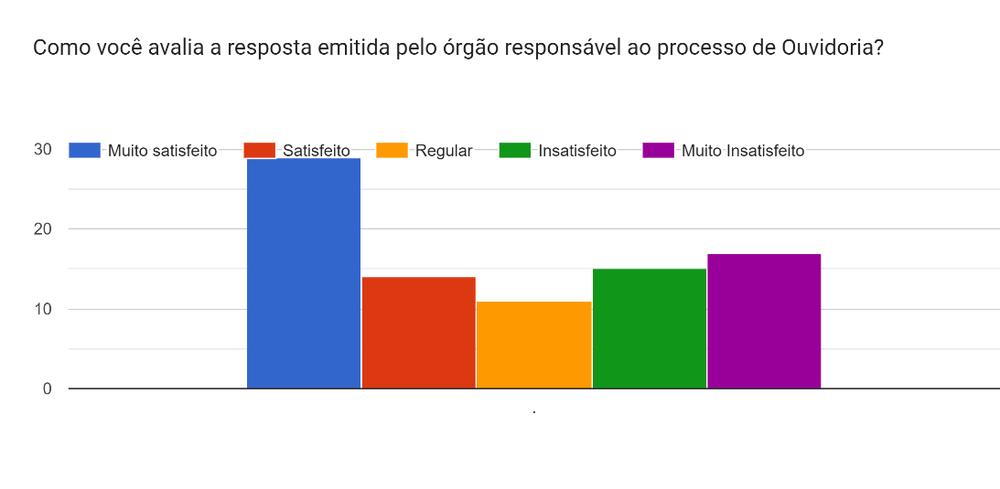 Como você avalia a resposta emitida pelo órgão responsável ao processo de Ouvidoria?
30
Muito satisfeito
Satisfeito
Regular
Insatisfeito
Muito Insatisfeito
20
10
0
.